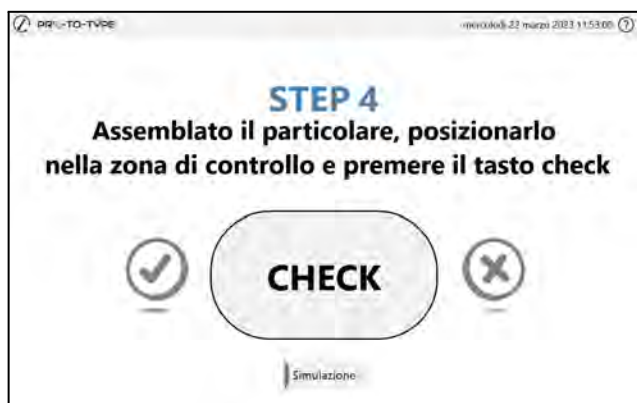 PRO-TO-TYPE
mercoledì 22 marzo 2023 11:53:00 ?
STEP 4
Assemblato il particolare, posizionarlo
nella zona di controllo e premere il tasto check
CHECK
Simulazione